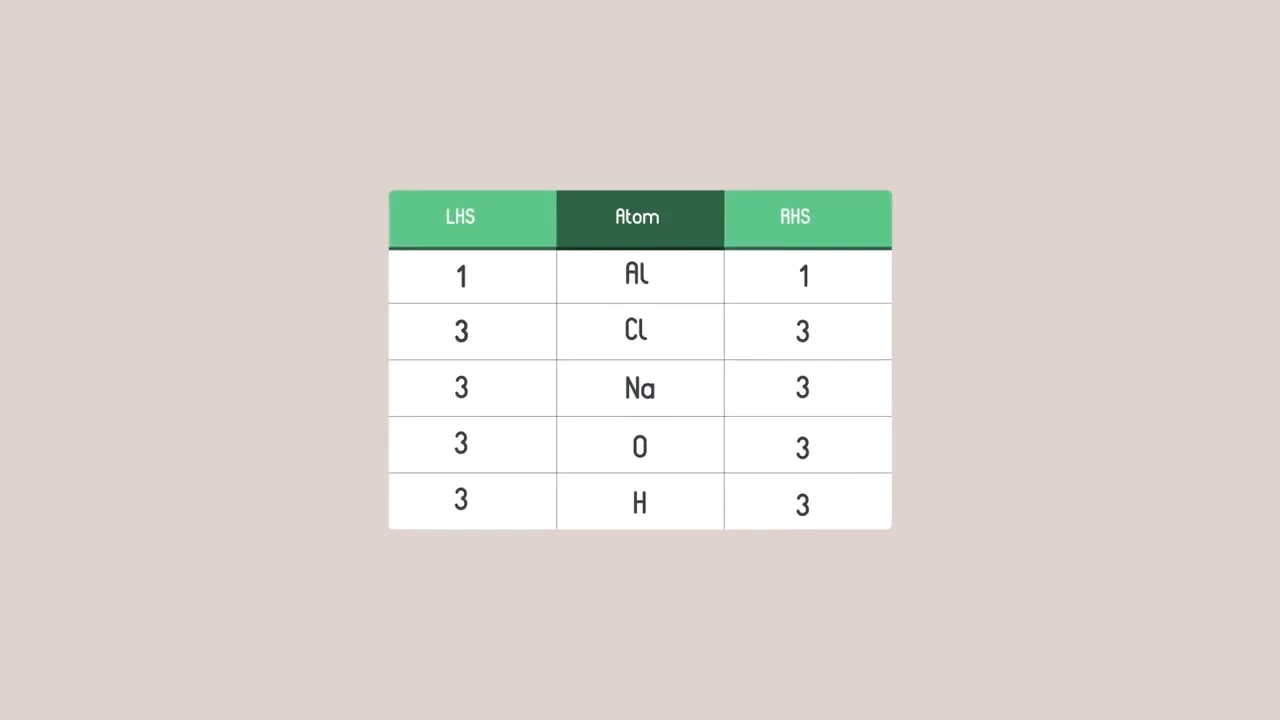 LHS Atom RHS
1 Al 1
3 Cl 3
3 Na 3
3 O 3
3 H 3